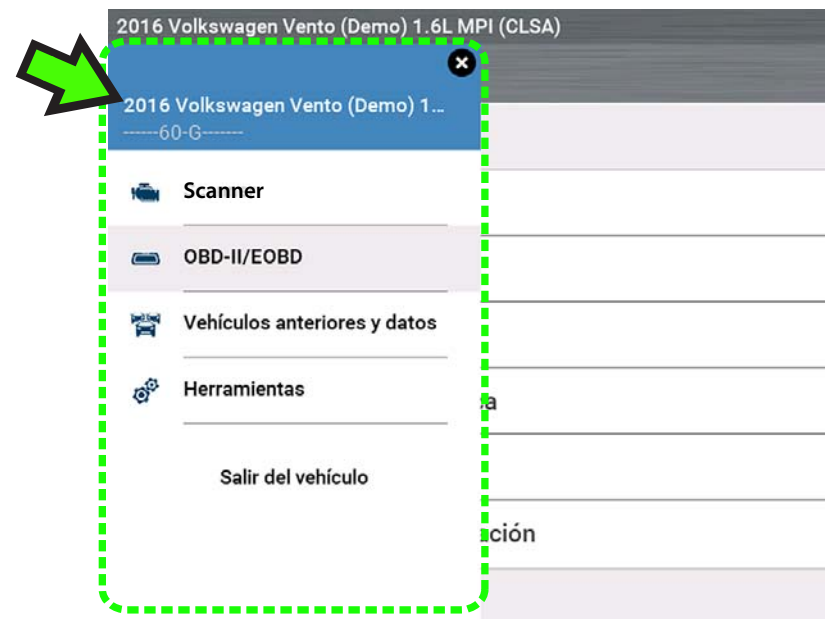 2016 Volkswagen Vento (Demo) 1.6L MPI (CLSA)
2016 Volkswagen Vento (Demo) 1...
------60-G-------
Scanner
OBD-II/EOBD
Vehículos anteriores y datos
Herramientas
a
Salir del vehículo
ación